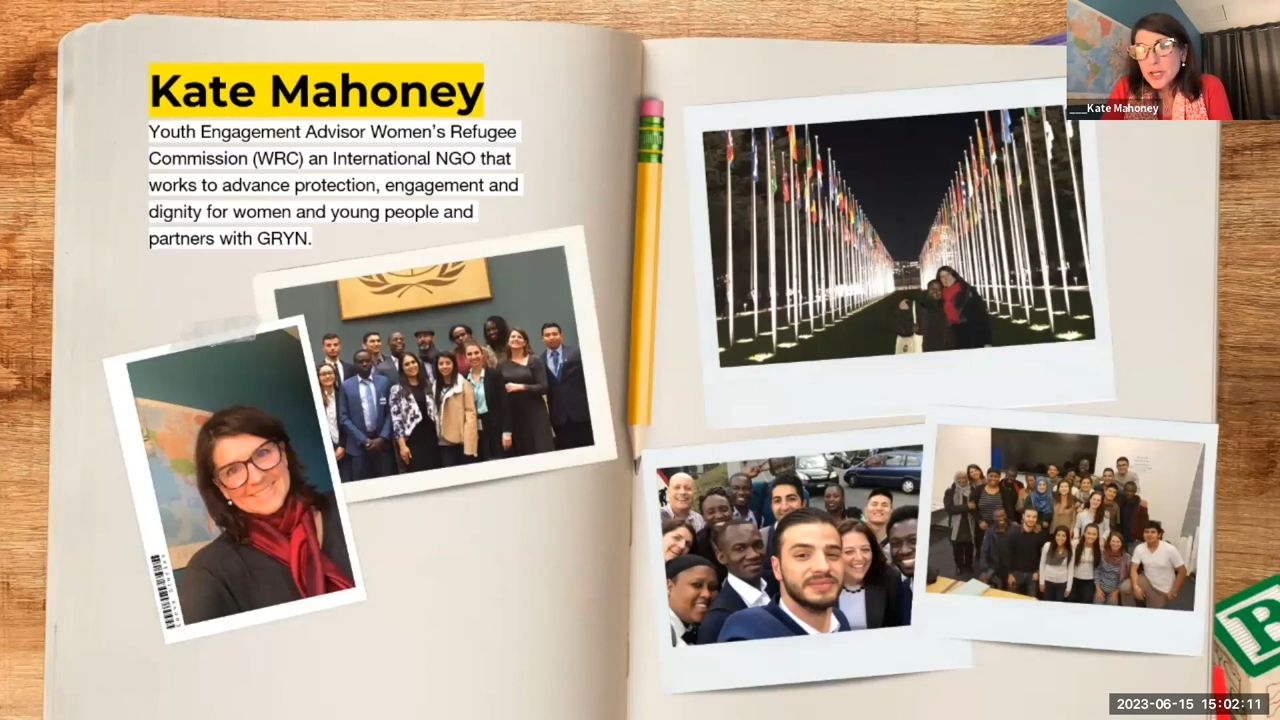 Kate Mahoney
Youth Engagement Advisor Women's Refugee
Commission (WRC) an International NGO that
works to advance protection, engagement and
dignity for women and young people and
partners with GRYN.
___Kate Mahoney
P
2023-06-15 15:02:11